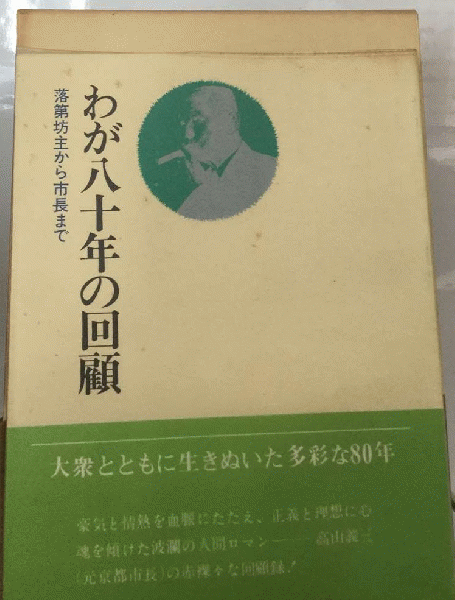 わが八十年の回顧
落第坊主から市長まで
大衆とともに生きぬいた多彩な80年
豪気と情熱を血脈にたたえ、正義と理想に心
魂を傾けた波瀾の人間ロマン───高山義三
(元京都市長)の赤裸々な回顧録!